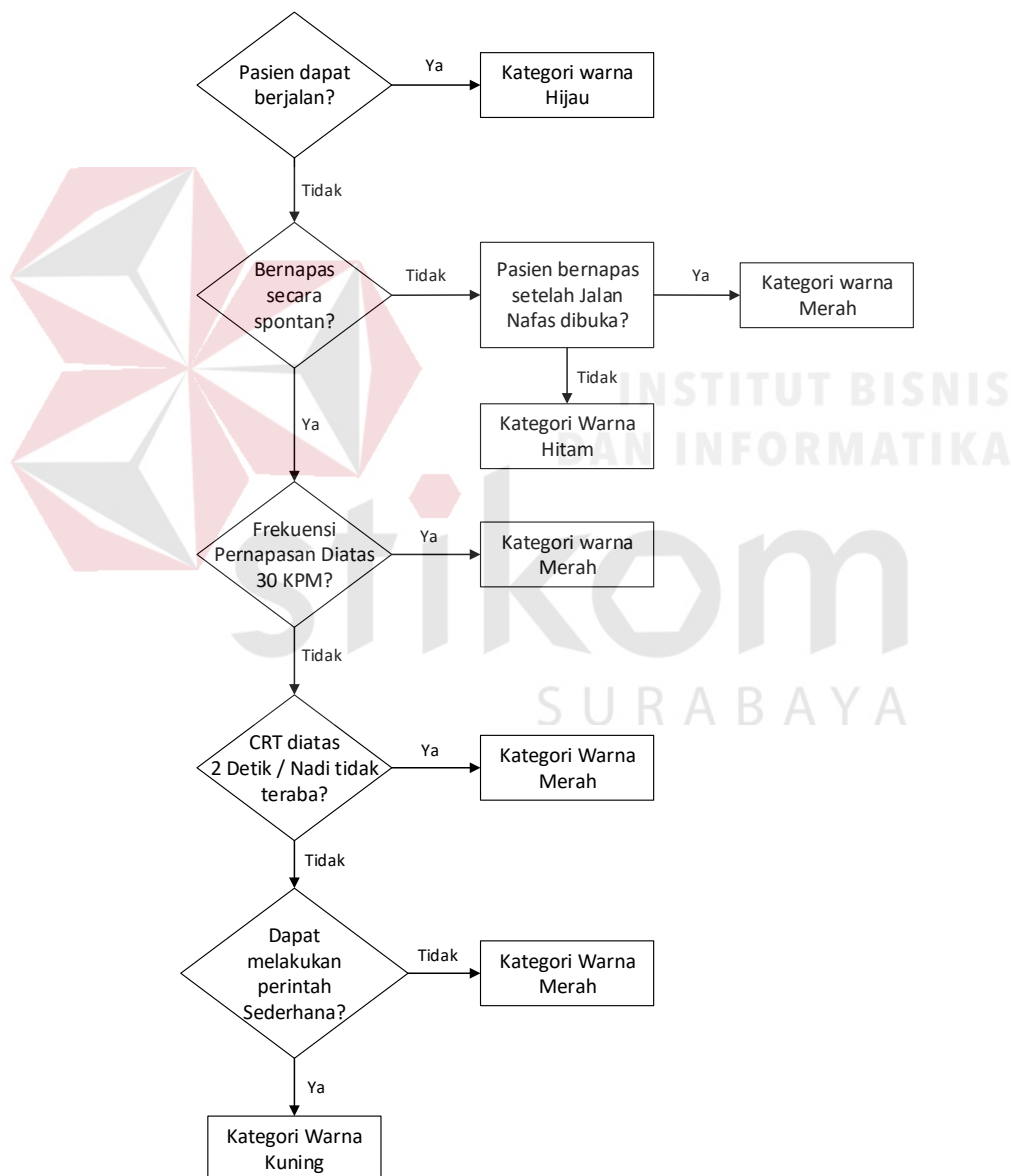 Pasien dapat
berjalan?
Ya
Kategori warna
Hijau
Tidak
Bernapas
secara
spontan?
Tidak
Pasien bernapas
setelah Jalan
Nafas dibuka?
Ya
Kategori warna
Merah
Tidak
Kategori Warna
Hitam
Ya
INSTITUT BISNIS
DAN INFORMATIKA
stikom
SURABAYA
Frekuensi
Pernapasan Diatas
30 KPM?
Ya
Kategori warna
Merah
Tidak
CRT diatas
2 Detik / Nadi tidak
teraba?
Ya
Kategori Warna
Merah
Tidak
Dapat
melakukan
perintah
Sederhana?
Tidak
Kategori Warna
Merah
Ya
Kategori Warna
Kuning